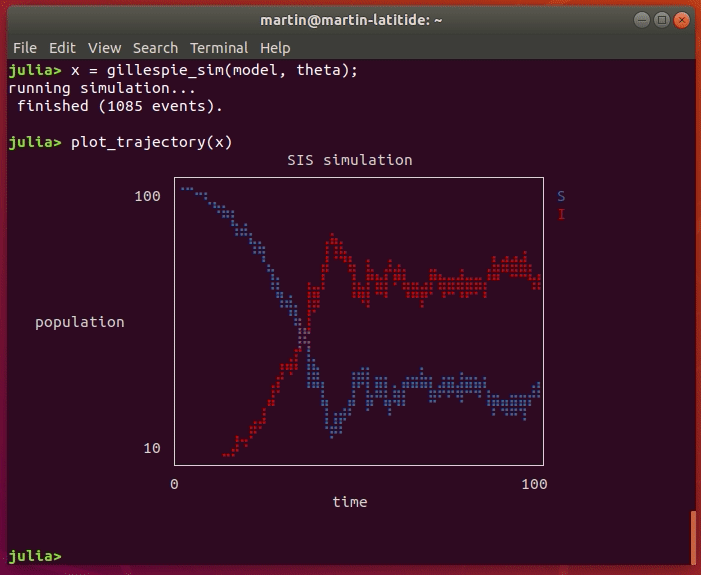 martin@martin-latitide: ~
File Edit View Search Terminal Help
julia> x = gillespie_sim(model, theta);
running simulation...
finished (1085 events).
julia> plot_trajectory(x)
SIS simulation
100
S
I
population
10
0 100
time
julia>